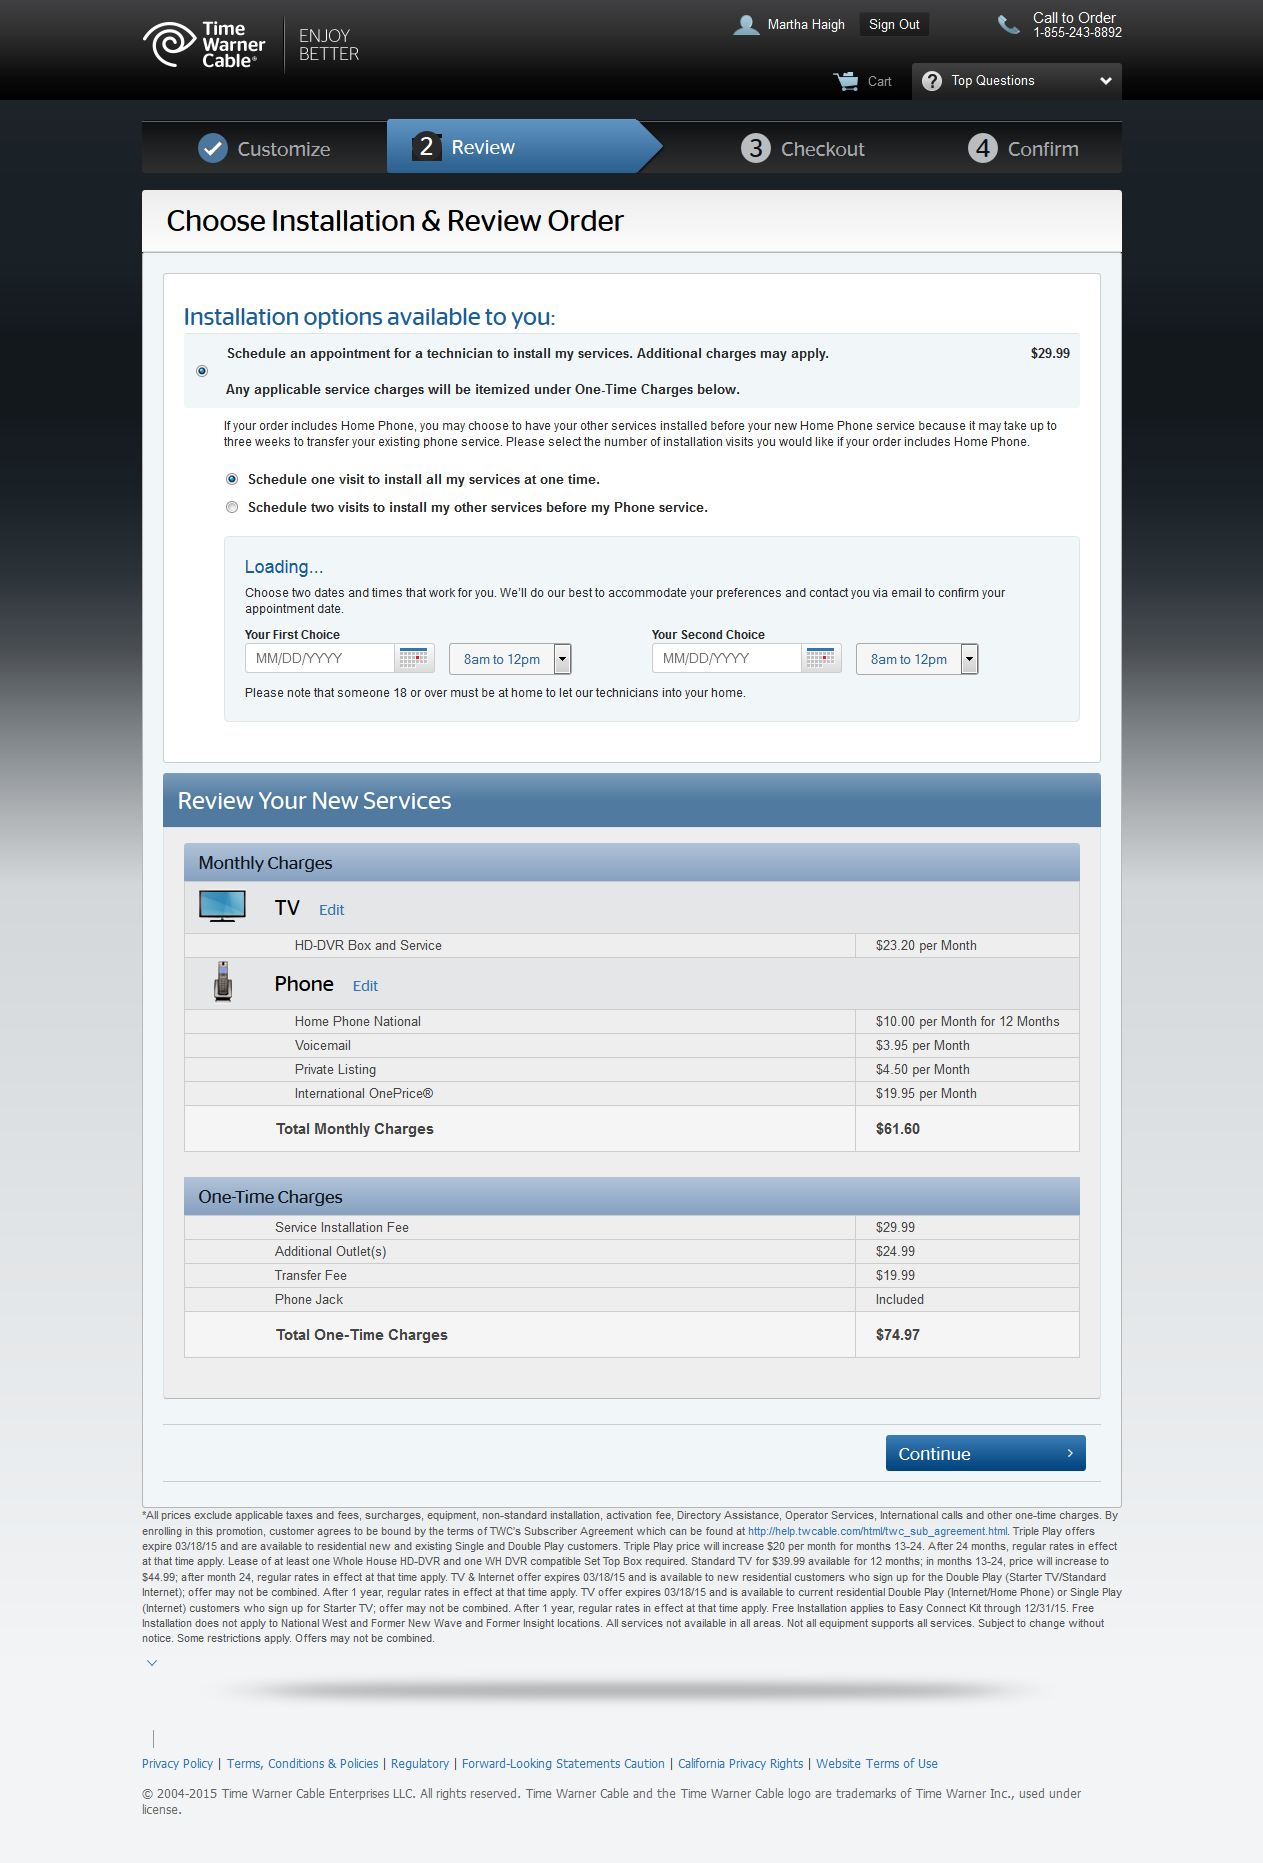 Time
Warner
Cable®
ENJOY
BETTER
Martha Haigh
Sign Out
Call to Order
1-855-243-8892
Cart
? Top Questions
Customize
2 Review
3 Checkout
4 Confirm
Choose Installation & Review Order
Installation options available to you:
Schedule an appointment for a technician to install my services. Additional charges may apply. $29.99
Any applicable service charges will be itemized under One-Time Charges below.
If your order includes Home Phone, you may choose to have your other services installed before your new Home Phone service because it may take up to
three weeks to transfer your existing phone service. Please select the number of installation visits you would like if your order includes Home Phone.
Schedule one visit to install all my services at one time.
Schedule two visits to install my other services before my Phone service.
Loading...
Choose two dates and times that work for you. We'll do our best to accommodate your preferences and contact you via email to confirm your
appointment date.
Your First Choice Your Second Choice
MM/DD/YYYY 8am to 12pm MM/DD/YYYY 8am to 12pm
Please note that someone 18 or over must be at home to let our technicians into your home.
Review Your New Services
Monthly Charges
TV Edit
HD-DVR Box and Service $23.20 per Month
Phone Edit
Home Phone National $10.00 per Month for 12 Months
Voicemail $3.95 per Month
Private Listing $4.50 per Month
International OnePrice® $19.95 per Month
Total Monthly Charges $61.60
One-Time Charges
Service Installation Fee $29.99
Additional Outlet(s) $24.99
Transfer Fee $19.99
Phone Jack Included
Total One-Time Charges $74.97
Continue
*All prices exclude applicable taxes and fees, surcharges, equipment, non-standard installation, activation fee, Directory Assistance, Operator Services, International calls and other one-time charges. By
enrolling in this promotion, customer agrees to be bound by the terms of TWC's Subscriber Agreement which can be found at http://help.twcable.com/html/twc_sub_agreement.html. Triple Play offers
expire 03/18/15 and are available to residential new and existing Single and Double Play customers. Triple Play price will increase $20 per month for months 13-24. After 24 months, regular rates in effect
at that time apply. Lease of at least one Whole House HD-DVR and one WH DVR compatible Set Top Box required. Standard TV for $39.99 available for 12 months; in months 13-24, price will increase to
$44.99; after month 24, regular rates in effect at that time apply. TV & Internet offer expires 03/18/15 and is available to new residential customers who sign up for the Double Play (Starter TV/Standard
Internet); offer may not be combined. After 1 year, regular rates in effect at that time apply. TV offer expires 03/18/15 and is available to current residential Double Play (Internet/Home Phone) or Single Play
(Internet) customers who sign up for Starter TV; offer may not be combined. After 1 year, regular rates in effect at that time apply. Free Installation applies to Easy Connect Kit through 12/31/15. Free
Installation does not apply to National West and Former New Wave and Former Insight locations. All services not available in all areas. Not all equipment supports all services. Subject to change without
notice. Some restrictions apply. Offers may not be combined.
Privacy Policy | Terms, Conditions & Policies | Regulatory | Forward-Looking Statements Caution | California Privacy Rights | Website Terms of Use
© 2004-2015 Time Warner Cable Enterprises LLC. All rights reserved. Time Warner Cable and the Time Warner Cable logo are trademarks of Time Warner Inc., used under
license.